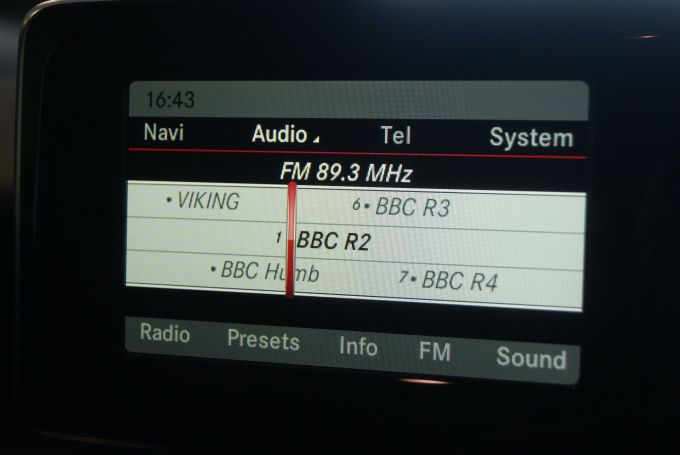 16:43
Navi Audio Tel System
FM 89.3 MHz
• VIKING 6• BBC R3
1 BBC R2
• BBC Humb 7• BBC R4
Radio Presets Info FM Sound